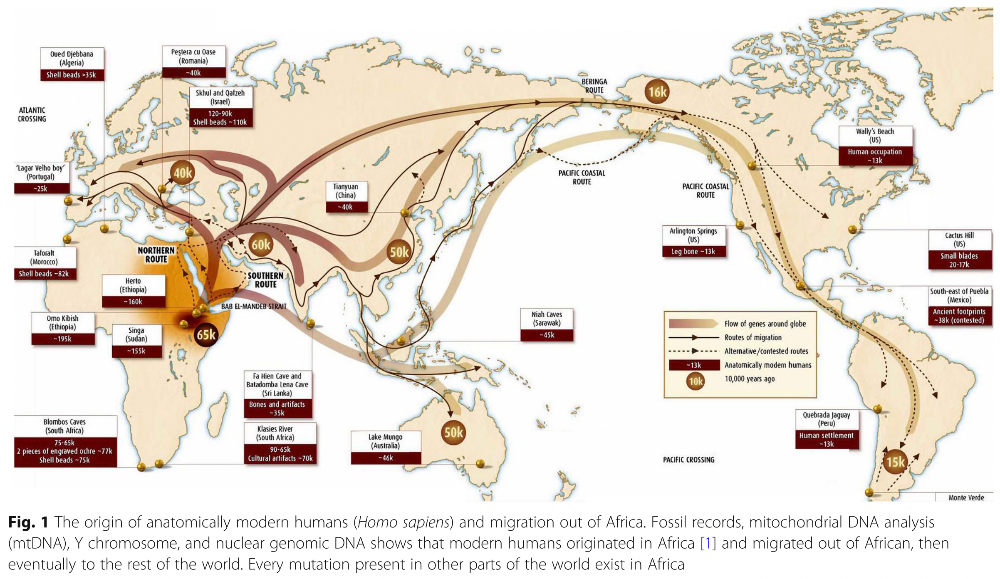 Oued Djebbana
(Algeria)
Shell beads >35k
Peştera cu Oase
(Romania)
~40k
Skhul and Qafzeh
(Israel)
120-90k
Shell beads ~110k
ATLANTIC
CROSSING
'Lagar Velho boy'
(Portugal)
~25k
40k
Taforalt
(Morocco)
Shell beads ~82k
NORTHERN
ROUTE
Herto
(Ethiopia)
~160k
Omo Kibish
(Ethiopia)
~195k
Singa
(Sudan)
~155k
65k
BAB EL-MANDEB STRAIT
SOUTHERN
ROUTE
60k
Tianyuan
(China)
~40k
50k
Blombos Caves
(South Africa)
75-65k
2 pieces of engraved ochre ~77k
Shell beads ~75k
Fa Hien Cave and
Batadomba Lena Cave
(Sri Lanka)
Bones and artifacts
~35k
Klasies River
(South Africa)
90-65k
Cultural artifacts ~70k
Lake Mungo
(Australia)
~46k
50k
Niah Caves
(Sarawak)
~45k
BERINGA
ROUTE
16k
PACIFIC COASTAL
ROUTE
PACIFIC COASTAL
ROUTE
Wally's Beach
(US)
Human occupation
~13k
Arlington Springs
(US)
Leg bone ~13k
Cactus Hill
(US)
Small blades
20-17k
South-east of Puebla
(Mexico)
Ancient footprints
~38k (contested)
Flow of genes around globe
Routes of migration
Alternative/contested routes
~13k Anatomically modern humans
10k 10,000 years ago
Quebrada Jaguay
(Peru)
Human settlement
~13k
PACIFIC CROSSING
15k
Monte Verde
Fig. 1 The origin of anatomically modern humans (Homo sapiens) and migration out of Africa. Fossil records, mitochondrial DNA analysis
(mtDNA), Y chromosome, and nuclear genomic DNA shows that modern humans originated in Africa [1] and migrated out of African, then
eventually to the rest of the world. Every mutation present in other parts of the world exist in Africa